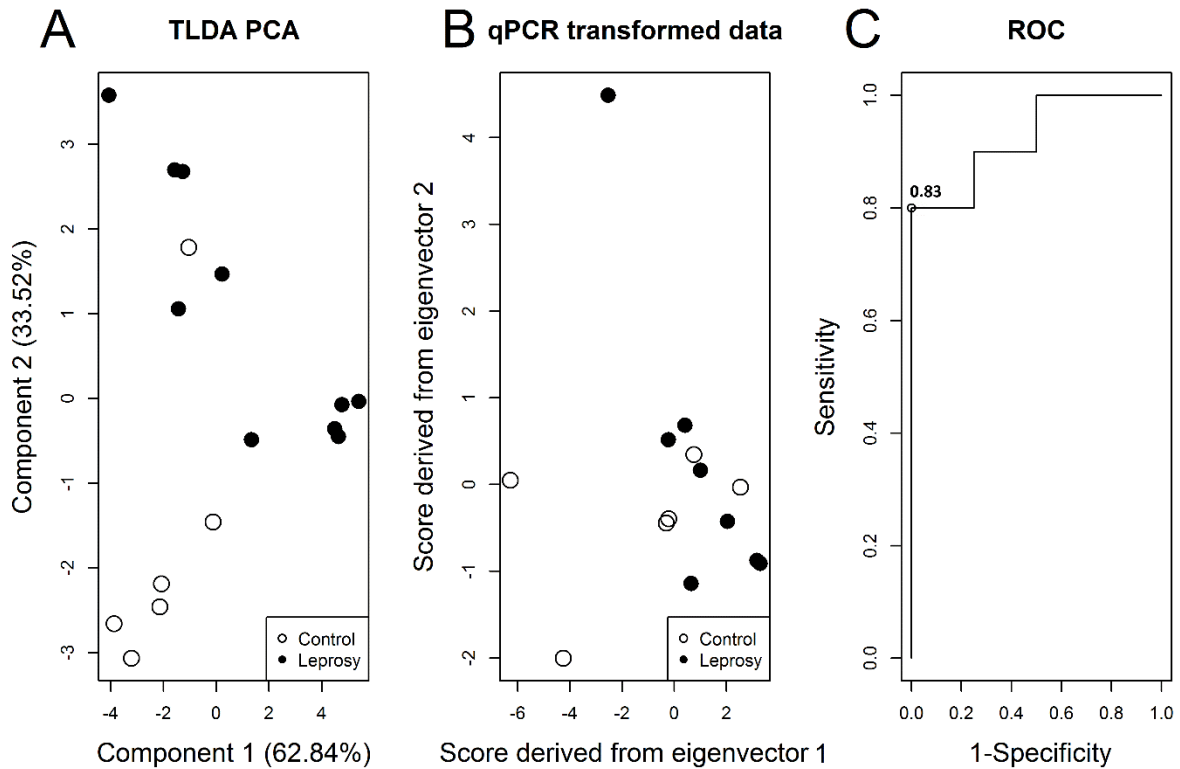 A
TLDA PCA
Component 2 (33.52%)
3
2
1
0
-1
-2
-3
-4
-2
0
2
4
Component 1 (62.84%)
Control
Leprosy
B
qPCR transformed data
Score derived from eigenvector 2
4
3
2
1
0
-1
-2
-6
-4
-2
0
2
Score derived from eigenvector 1
Control
Leprosy
C
ROC
Sensitivity
1.0
0.8
0.6
0.4
0.2
0.0
0.83
0.0
0.2
0.4
0.6
0.8
1.0
1-Specificity